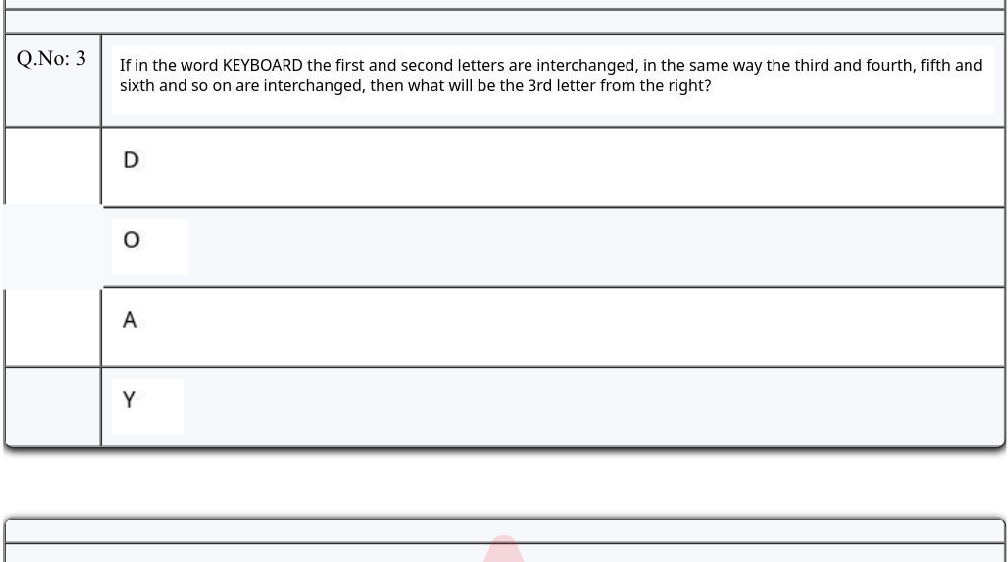 Q.No: 3
If in the word KEYBOARD the first and second letters are interchanged, in the same way the third and fourth, fifth and
sixth and so on are interchanged, then what will be the 3rd letter from the right?
D
O
A
Y